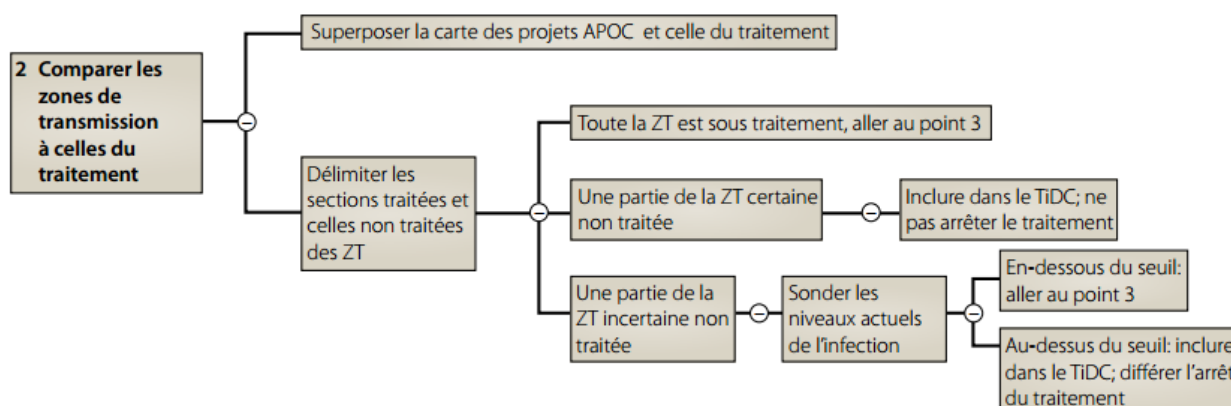 Superposer la carte des projets APOC et celle du traitement
2 Comparer les
zones de
transmission
à celles du
traitement
Toute la ZT est sous traitement, aller au point 3
Délimiter les
sections traitées et
celles non traitées
des ZT
Une partie de la ZT certaine
non traitée
Inclure dans le TiDC; ne
pas arrêter le traitement
Une partie de la
ZT incertaine non
traitée
Sonder les
niveaux actuels
de l'infection
En-dessous du seuil:
aller au point 3
Au-dessus du seuil: inclure
dans le TiDC; différer l'arrêt
du traitement